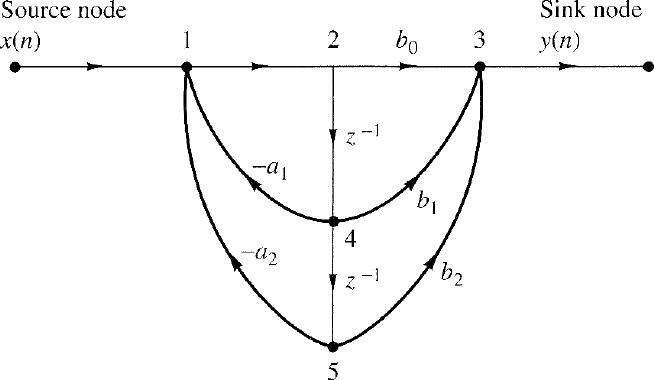 Source node Sink node
x(n) 1 2 b₀ 3 y(n)
z⁻¹
−a₁ b₁
4
−a₂ z⁻¹ b₂
5